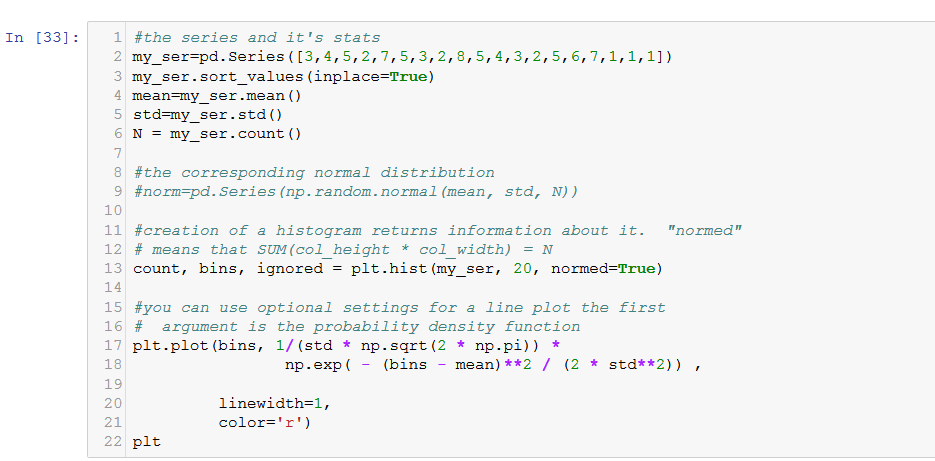 In [33]:
1 #the series and it's stats
2 my_ser=pd.Series([3,4,5,2,7,5,3,2,8,5,4,3,2,5,6,7,1,1,1])
3 my_ser.sort_values(inplace=True)
4 mean=my_ser.mean()
5 std=my_ser.std()
6 N = my_ser.count()
7
8 #the corresponding normal distribution
9 #norm=pd.Series(np.random.normal(mean, std, N))
10
11 #creation of a histogram returns information about it.  "normed"
12 # means that SUM(col_height * col_width) = N
13 count, bins, ignored = plt.hist(my_ser, 20, normed=True)
14
15 #you can use optional settings for a line plot the first
16 #  argument is the probability density function
17 plt.plot(bins, 1/(std * np.sqrt(2 * np.pi)) *
18                np.exp( - (bins - mean)**2 / (2 * std**2)) ,
19
20         linewidth=1,
21         color='r')
22 plt